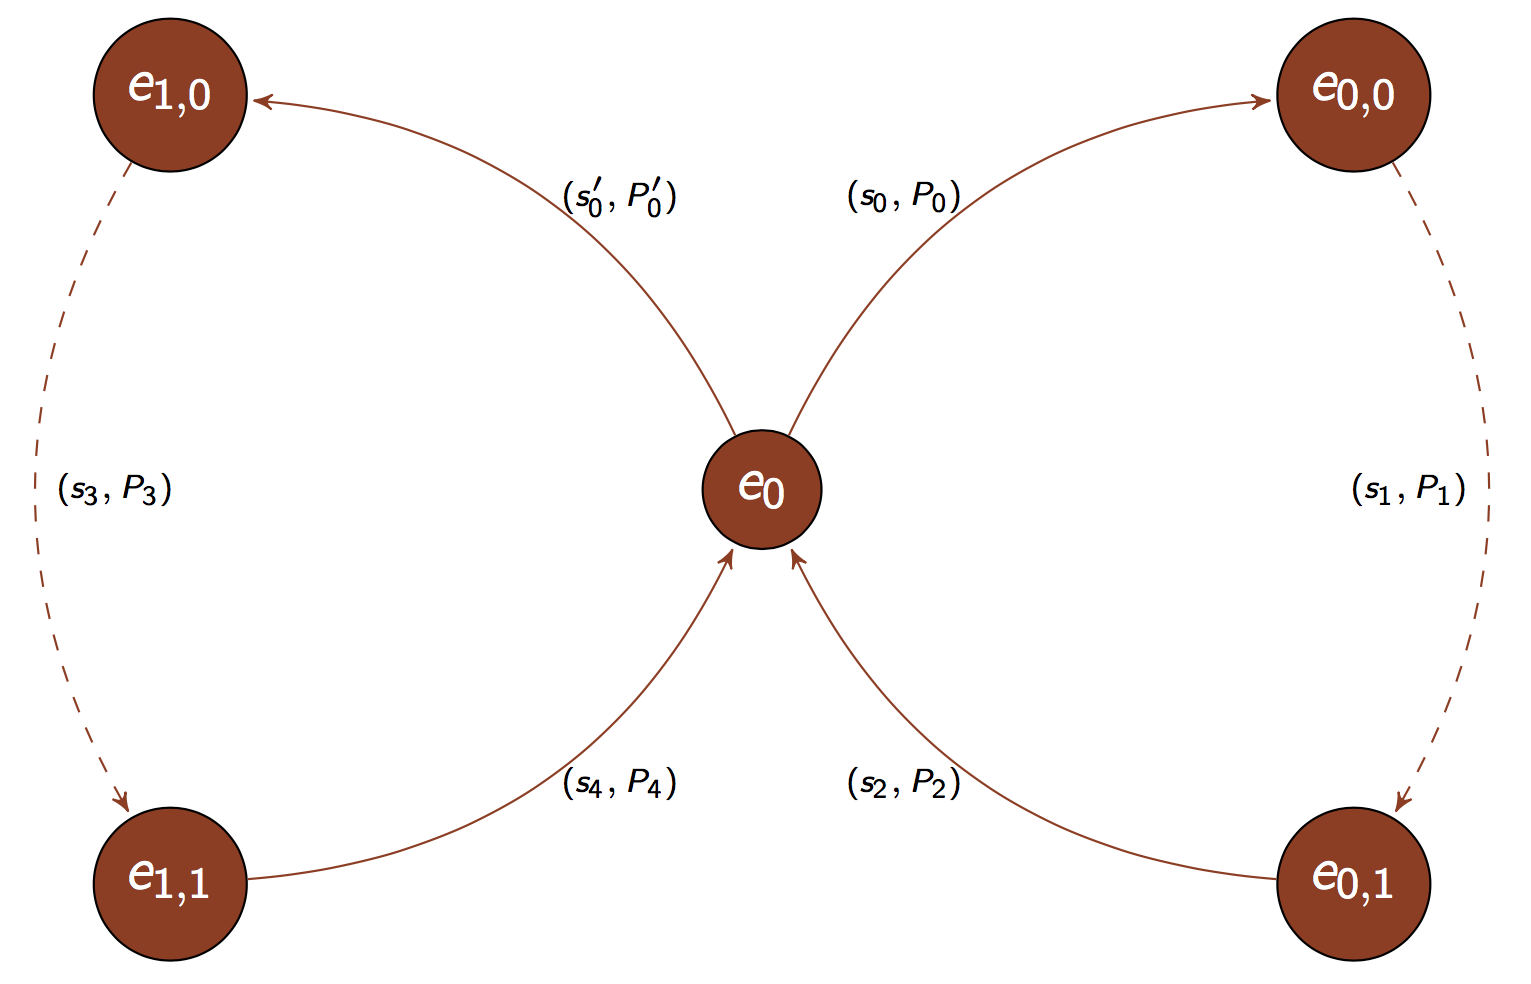 e1,0
e0,0
(s′0, P′0)
(s0, P0)
(s3, P3)
e0
(s1, P1)
(s4, P4)
(s2, P2)
e1,1
e0,1